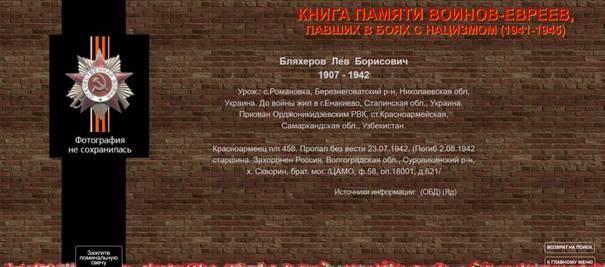 КНИГА ПАМЯТИ ВОИНОВ-ЕВРЕЕВ,
ПАВШИХ В БОЯХ С НАЦИЗМОМ (1941-1945)
Бляхеров Лев Борисович
1907 - 1942
Урож.: с.Романовка, Березнеговатский р-н, Николаевская обл,
Украина. До войны жил в г.Енакиево, Сталинская обл., Украина.
Призван Орджоникидзевским РВК, ст.Красноармейская,
Самаркандская обл., Узбекистан.
Красноармеец п/п 458. Пропал без вести 23.07.1942, (Погиб 2.08.1942
старшина. Захоронен Россия, Волгоградская обл., Суровикинский р-н,
х. Скворин, брат. мог. /ЦАМО, ф.58, оп.18001, д.621/
Источники информации: (ОБД) (Яд)
Фотография
не сохранилась
Зажгите
поминальную
свечу
ВОЗВРАТ НА ПОИСК
К ГЛАВНОМУ МЕНЮ